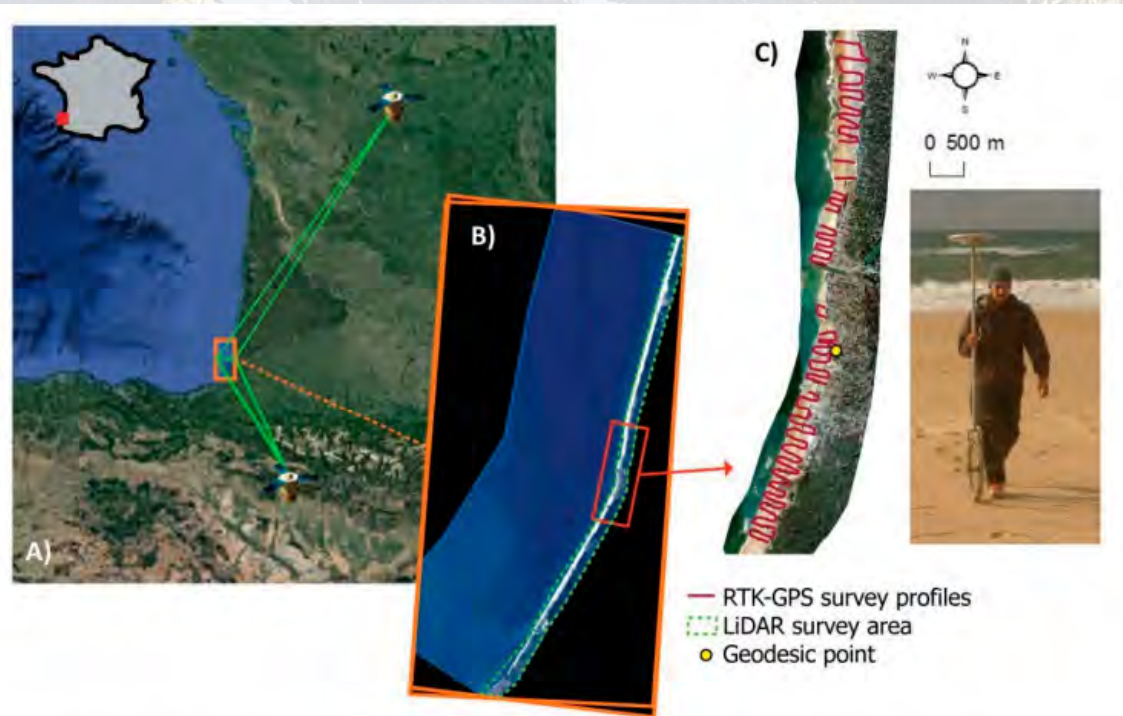 A)
B)
C)
N
W E
S
0 500 m
RTK-GPS survey profiles
LiDAR survey area
Geodesic point